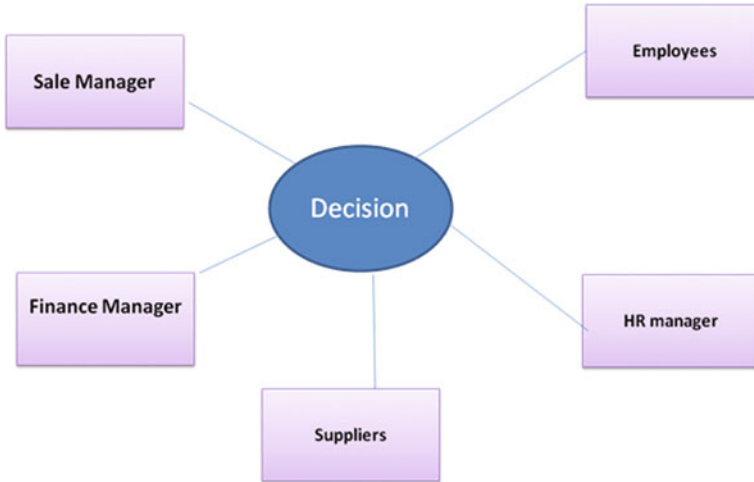 Employees
Sale Manager
Decision
Finance Manager
HR manager
Suppliers